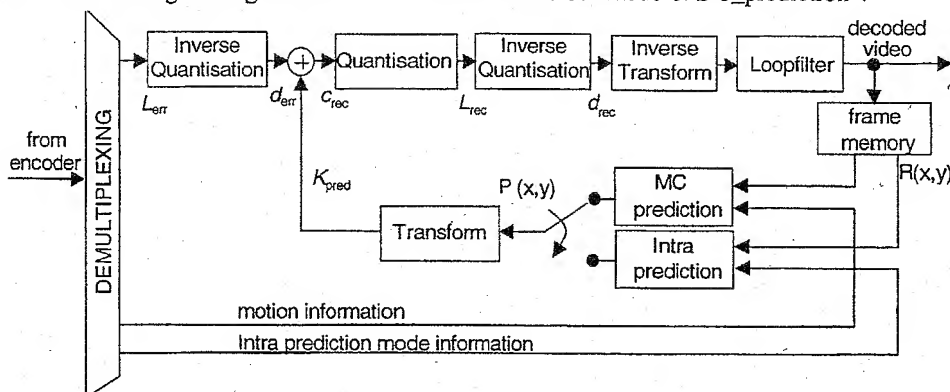 decoded
video
Inverse
Quantisation
Quantisation
Inverse
Quantisation
Inverse
Transform
Loopfilter
L_err
d_err
c_rec
L_rec
d_rec
frame
memory
from
encoder
DEMULTIPLEXING
K_pred
P (x,y)
R(x,y)
MC
prediction
Transform
Intra
prediction
motion information
Intra prediction mode information